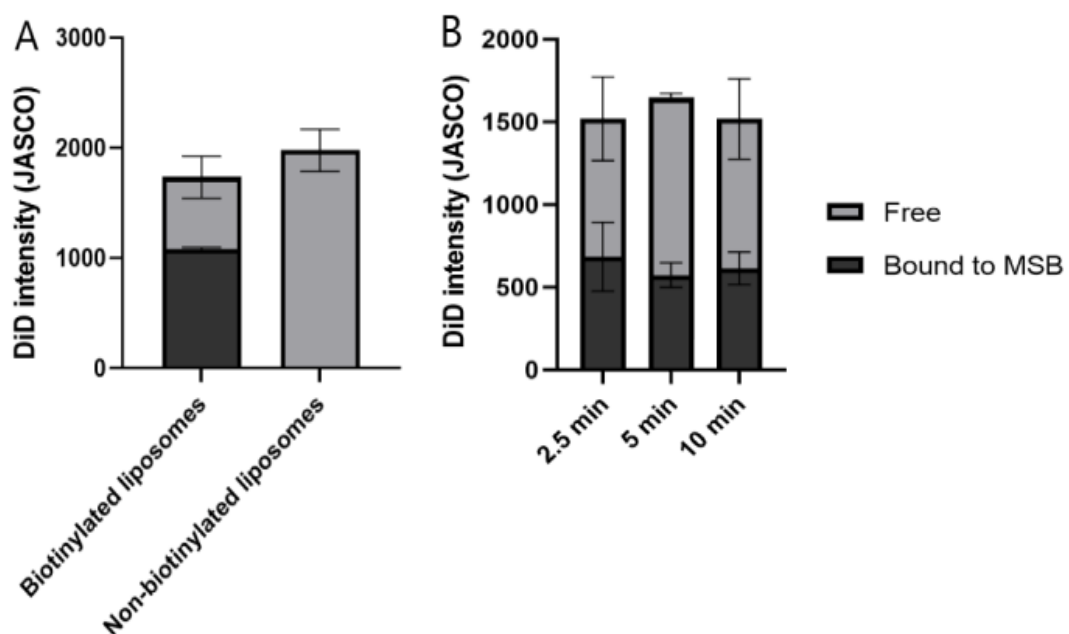 A
DiD intensity (JASCO)
3000
2000
1000
0
Biotinylated liposomes
Non-biotinylated liposomes
B
DiD intensity (JASCO)
2000
1500
1000
500
0
2.5 min
5 min
10 min
Free
Bound to MSB